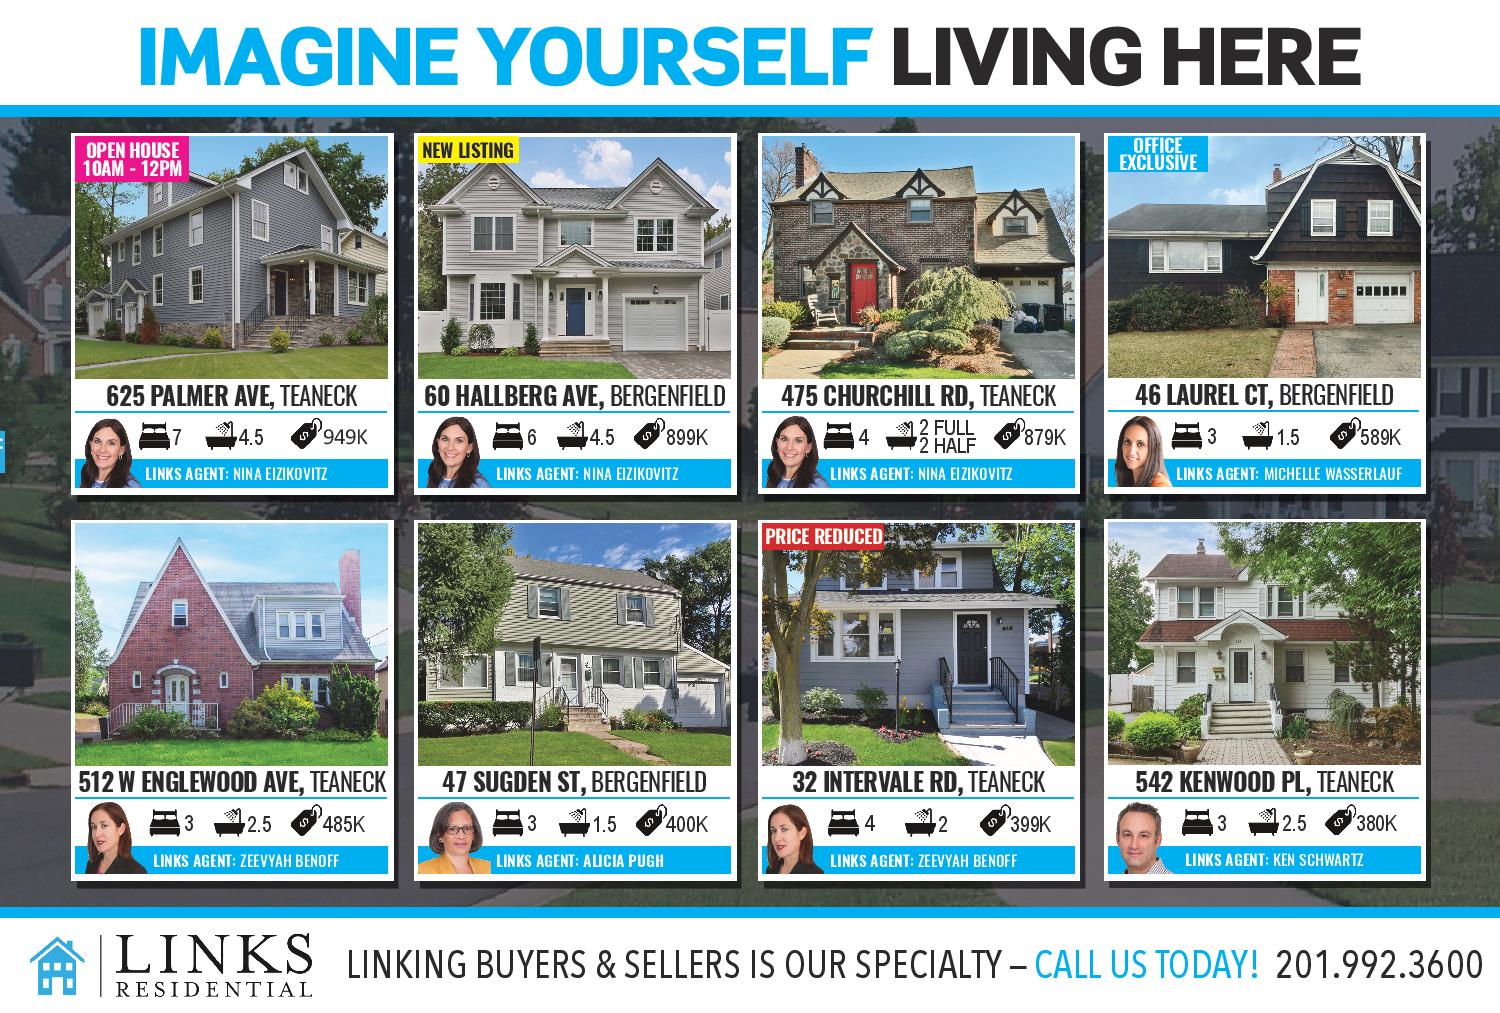 IMAGINE YOURSELF LIVING HERE
OPEN HOUSE
10AM - 12PM
625 PALMER AVE, TEANECK
7 4.5 949K
LINKS AGENT: NINA EIZIKOVITZ
NEW LISTING
60 HALLBERG AVE, BERGENFIELD
6 4.5 899K
LINKS AGENT: NINA EIZIKOVITZ
475 CHURCHILL RD, TEANECK
4 2 FULL 879K
2 HALF
LINKS AGENT: NINA EIZIKOVITZ
OFFICE
EXCLUSIVE
46 LAUREL CT, BERGENFIELD
3 1.5 589K
LINKS AGENT: MICHELLE WASSERLAUF
512 W ENGLEWOOD AVE, TEANECK
3 2.5 485K
LINKS AGENT: ZEEVYAH BENOFF
47 SUGDEN ST, BERGENFIELD
3 1.5 400K
LINKS AGENT: ALICIA PUGH
PRICE REDUCED
32 INTERVALE RD, TEANECK
4 2 399K
LINKS AGENT: ZEEVYAH BENOFF
542 KENWOOD PL, TEANECK
3 2.5 380K
LINKS AGENT: KEN SCHWARTZ
LINKS
RESIDENTIAL
LINKING BUYERS & SELLERS IS OUR SPECIALTY – CALL US TODAY! 201.992.3600